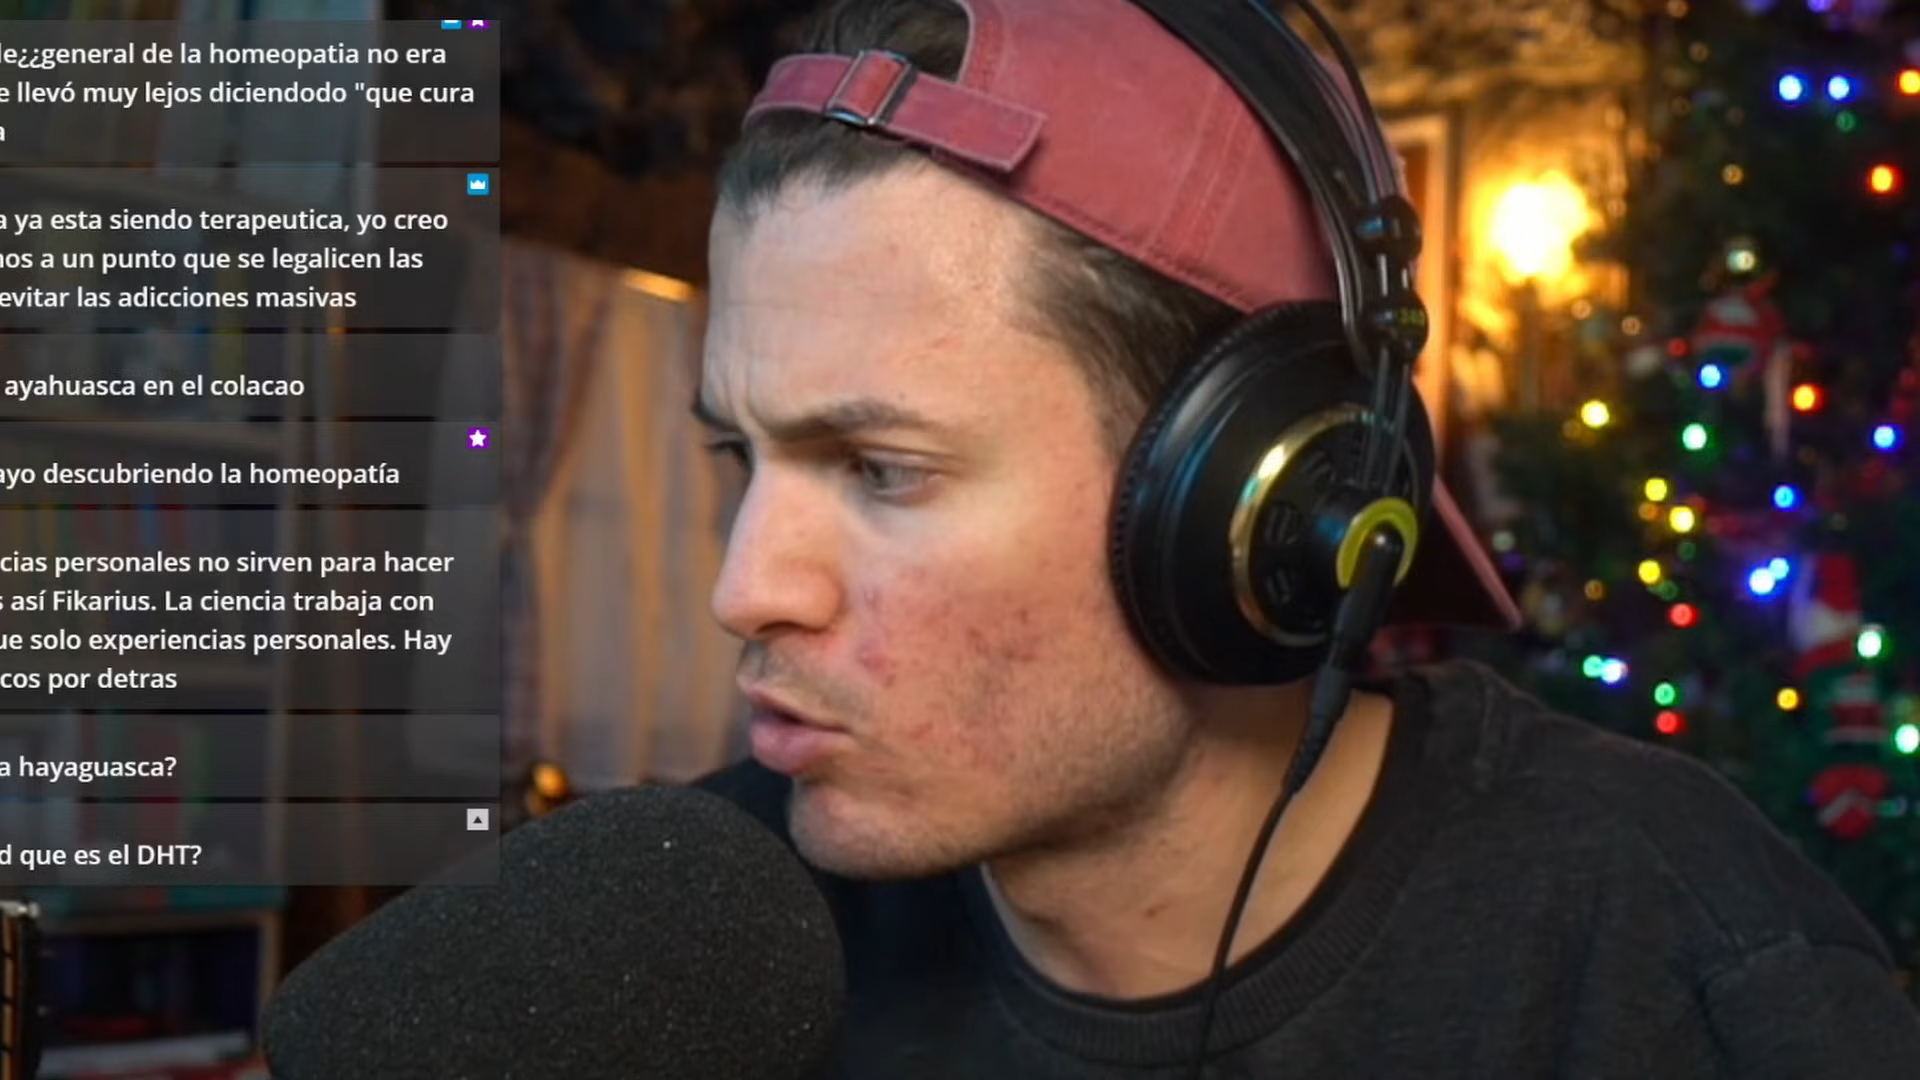 de¿¿general de la homeopatia no era
e llevó muy lejos diciendodo "que cura
a
a ya esta siendo terapeutica, yo creo
nos a un punto que se legalicen las
evitar las adicciones masivas
ayahuasca en el colacao
ayo descubriendo la homeopatía
cias personales no sirven para hacer
s así Fikarius. La ciencia trabaja con
ue solo experiencias personales. Hay
cos por detras
a hayaguasca?
d que es el DHT?